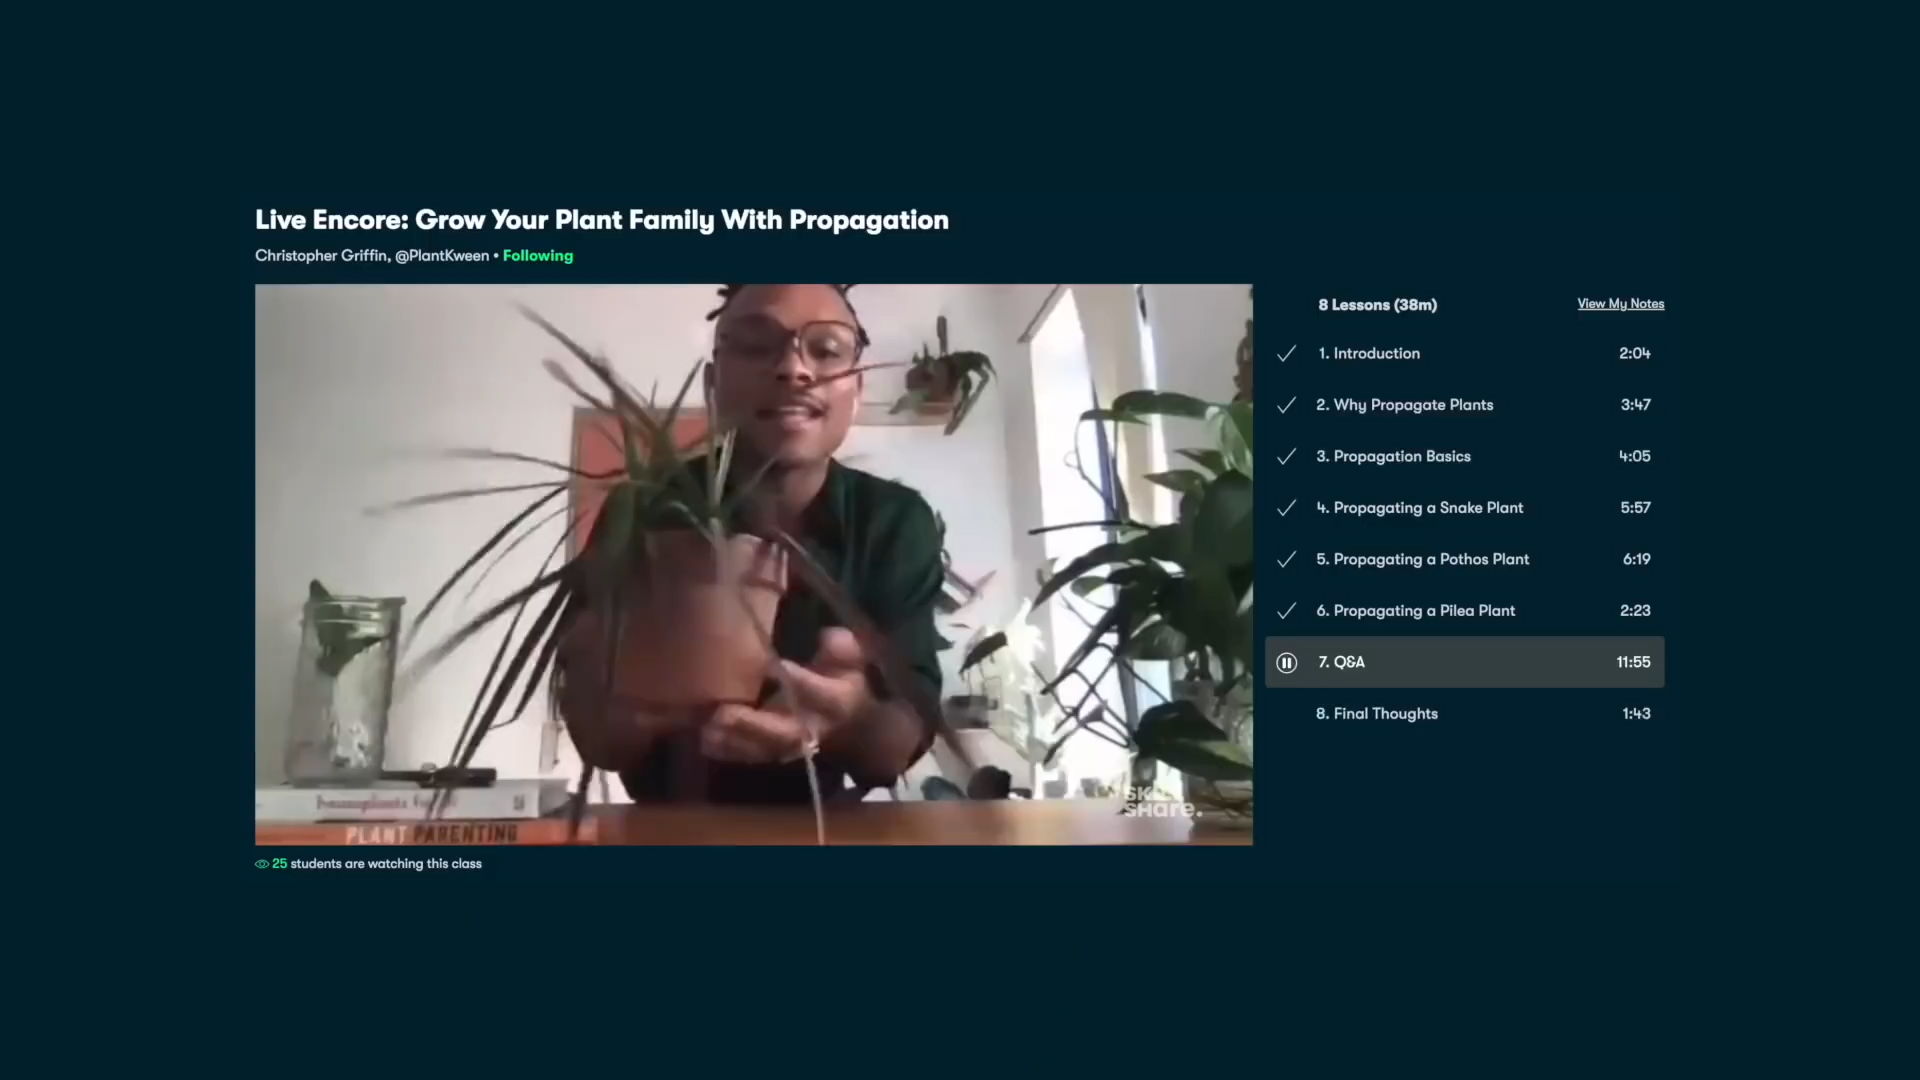 Live Encore: Grow Your Plant Family With Propagation
Christopher Griffin, @PlantKween • Following
8 Lessons (38m)
View My Notes
1. Introduction 2:04
2. Why Propagate Plants 3:47
3. Propagation Basics 4:05
4. Propagating a Snake Plant 5:57
5. Propagating a Pothos Plant 6:19
6. Propagating a Pilea Plant 2:23
7. Q&A 11:55
8. Final Thoughts 1:43
PLANT PARENTING
SKILL
SHare.
25 students are watching this class